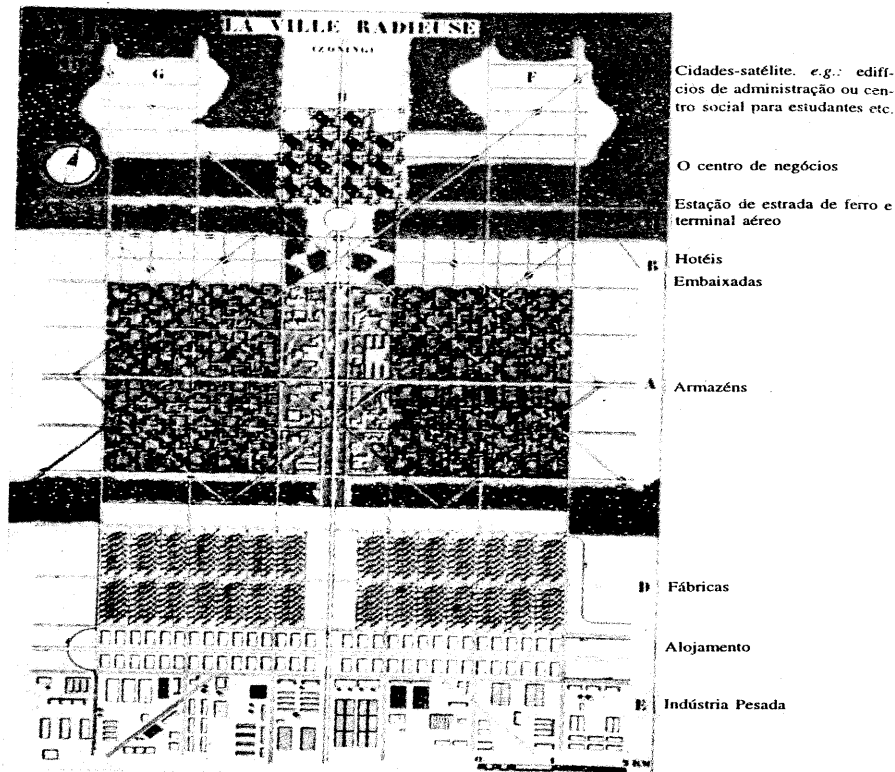 LA VILLE RADIEUSE
(ZONING)
G
F
Cidades-satélite. e.g.: edifí-
cios de administração ou cen-
tro social para estudantes etc.
O centro de negócios
Estação de estrada de ferro e
terminal aéreo
Hotéis
B
Embaixadas
A Armazéns
D Fábricas
Alojamento
E Indústria Pesada